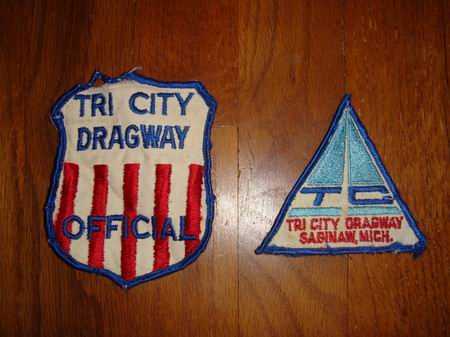 TRI CITY
DRAGWAY
OFFICIAL
TC
TRI CITY DRAGWAY
SAGINAW, MICH.